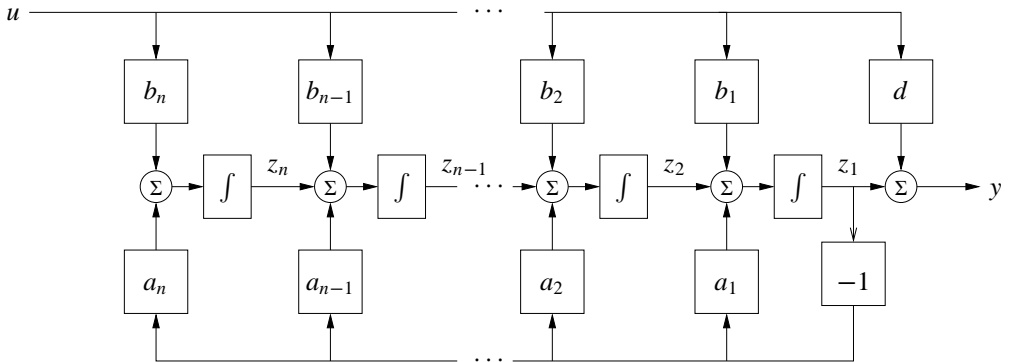 u ...
b_n b_{n−1} b_2 b_1 d
Σ ∫ z_n Σ ∫ z_{n−1} ... Σ ∫ z_2 Σ ∫ z_1 Σ y
a_n a_{n−1} a_2 a_1 −1
...